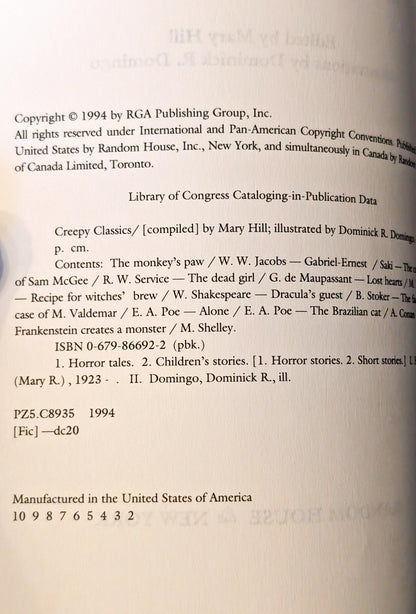 Copyright © 1994 by RGA Publishing Group, Inc.
All rights reserved under International and Pan-American Copyright Conventions. Published
United States by Random House, Inc., New York, and simultaneously in Canada by Random
of Canada Limited, Toronto.
Library of Congress Cataloging-in-Publication Data
Creepy Classics/ [compiled] by Mary Hill; illustrated by Dominick R. Domingo.
p. cm.
Contents: The monkey's paw / W. W. Jacobs — Gabriel-Ernest / Saki — The
of Sam McGee / R. W. Service — The dead girl / G. de Maupassant — Lost hearts / M.
— Recipe for witches' brew / W. Shakespeare — Dracula's guest / B. Stoker — The
case of M. Valdemar / E. A. Poe — Alone / E. A. Poe — The Brazilian cat / A. Conan
Frankenstein creates a monster / M. Shelley.
ISBN 0-679-86692-2 (pbk.)
1. Horror tales. 2. Children's stories. [1. Horror stories. 2. Short stories.] I.
(Mary R.) , 1923 - . II. Domingo, Dominick R., ill.
PZ5.C8935 1994
[Fic] —dc20
Manufactured in the United States of America
10 9 8 7 6 5 4 3 2